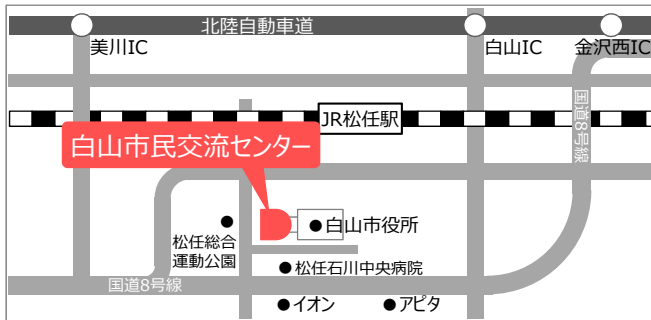 北陸自動車道
美川IC
白山IC
金沢西IC
国道8号線
JR松任駅
白山市民交流センター
白山市役所
松任総合
運動公園
松任石川中央病院
国道8号線
イオン
アピタ